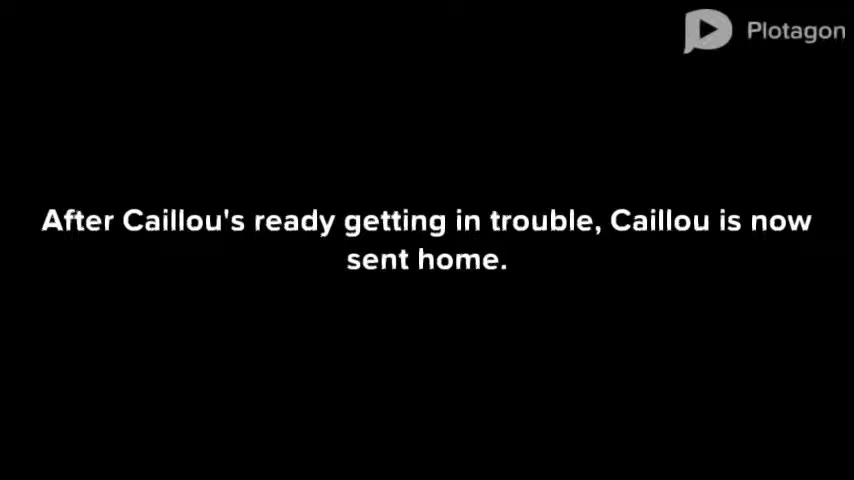 Plotagon
After Caillou's ready getting in trouble, Caillou is now
sent home.